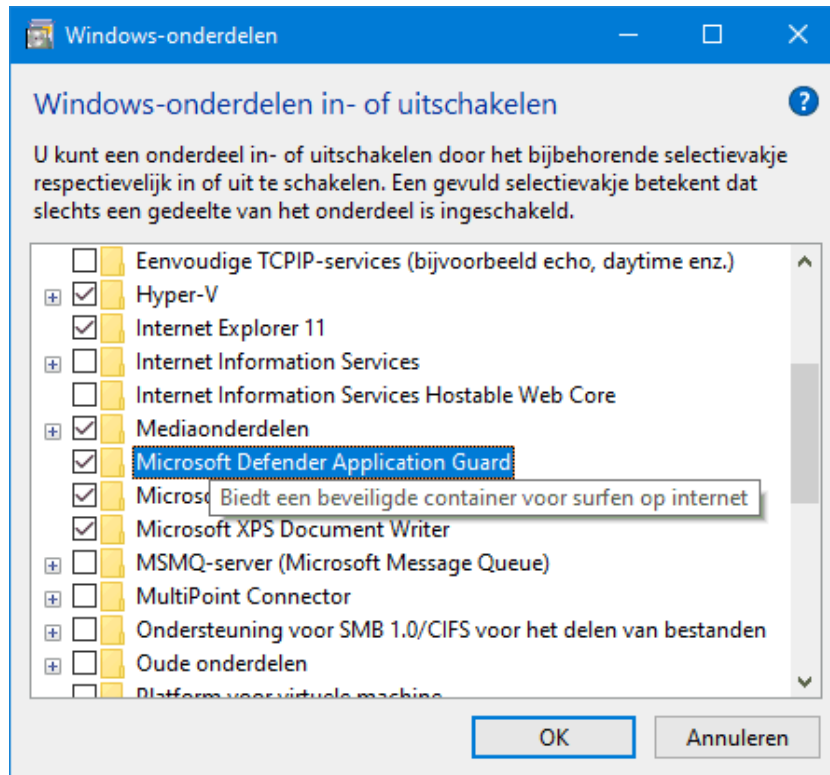 Windows-onderdelen
Windows-onderdelen in- of uitschakelen
U kunt een onderdeel in- of uitschakelen door het bijbehorende selectievakje
respectievelijk in of uit te schakelen. Een gevuld selectievakje betekent dat
slechts een gedeelte van het onderdeel is ingeschakeld.
Eenvoudige TCPIP-services (bijvoorbeeld echo, daytime enz.)
Hyper-V
Internet Explorer 11
Internet Information Services
Internet Information Services Hostable Web Core
Mediaonderdelen
Microsoft Defender Application Guard
Biedt een beveiligde container voor surfen op internet
Microsoft XPS Document Writer
MSMQ-server (Microsoft Message Queue)
MultiPoint Connector
Ondersteuning voor SMB 1.0/CIFS voor het delen van bestanden
Oude onderdelen
Platform voor virtuele machine
OK
Annuleren